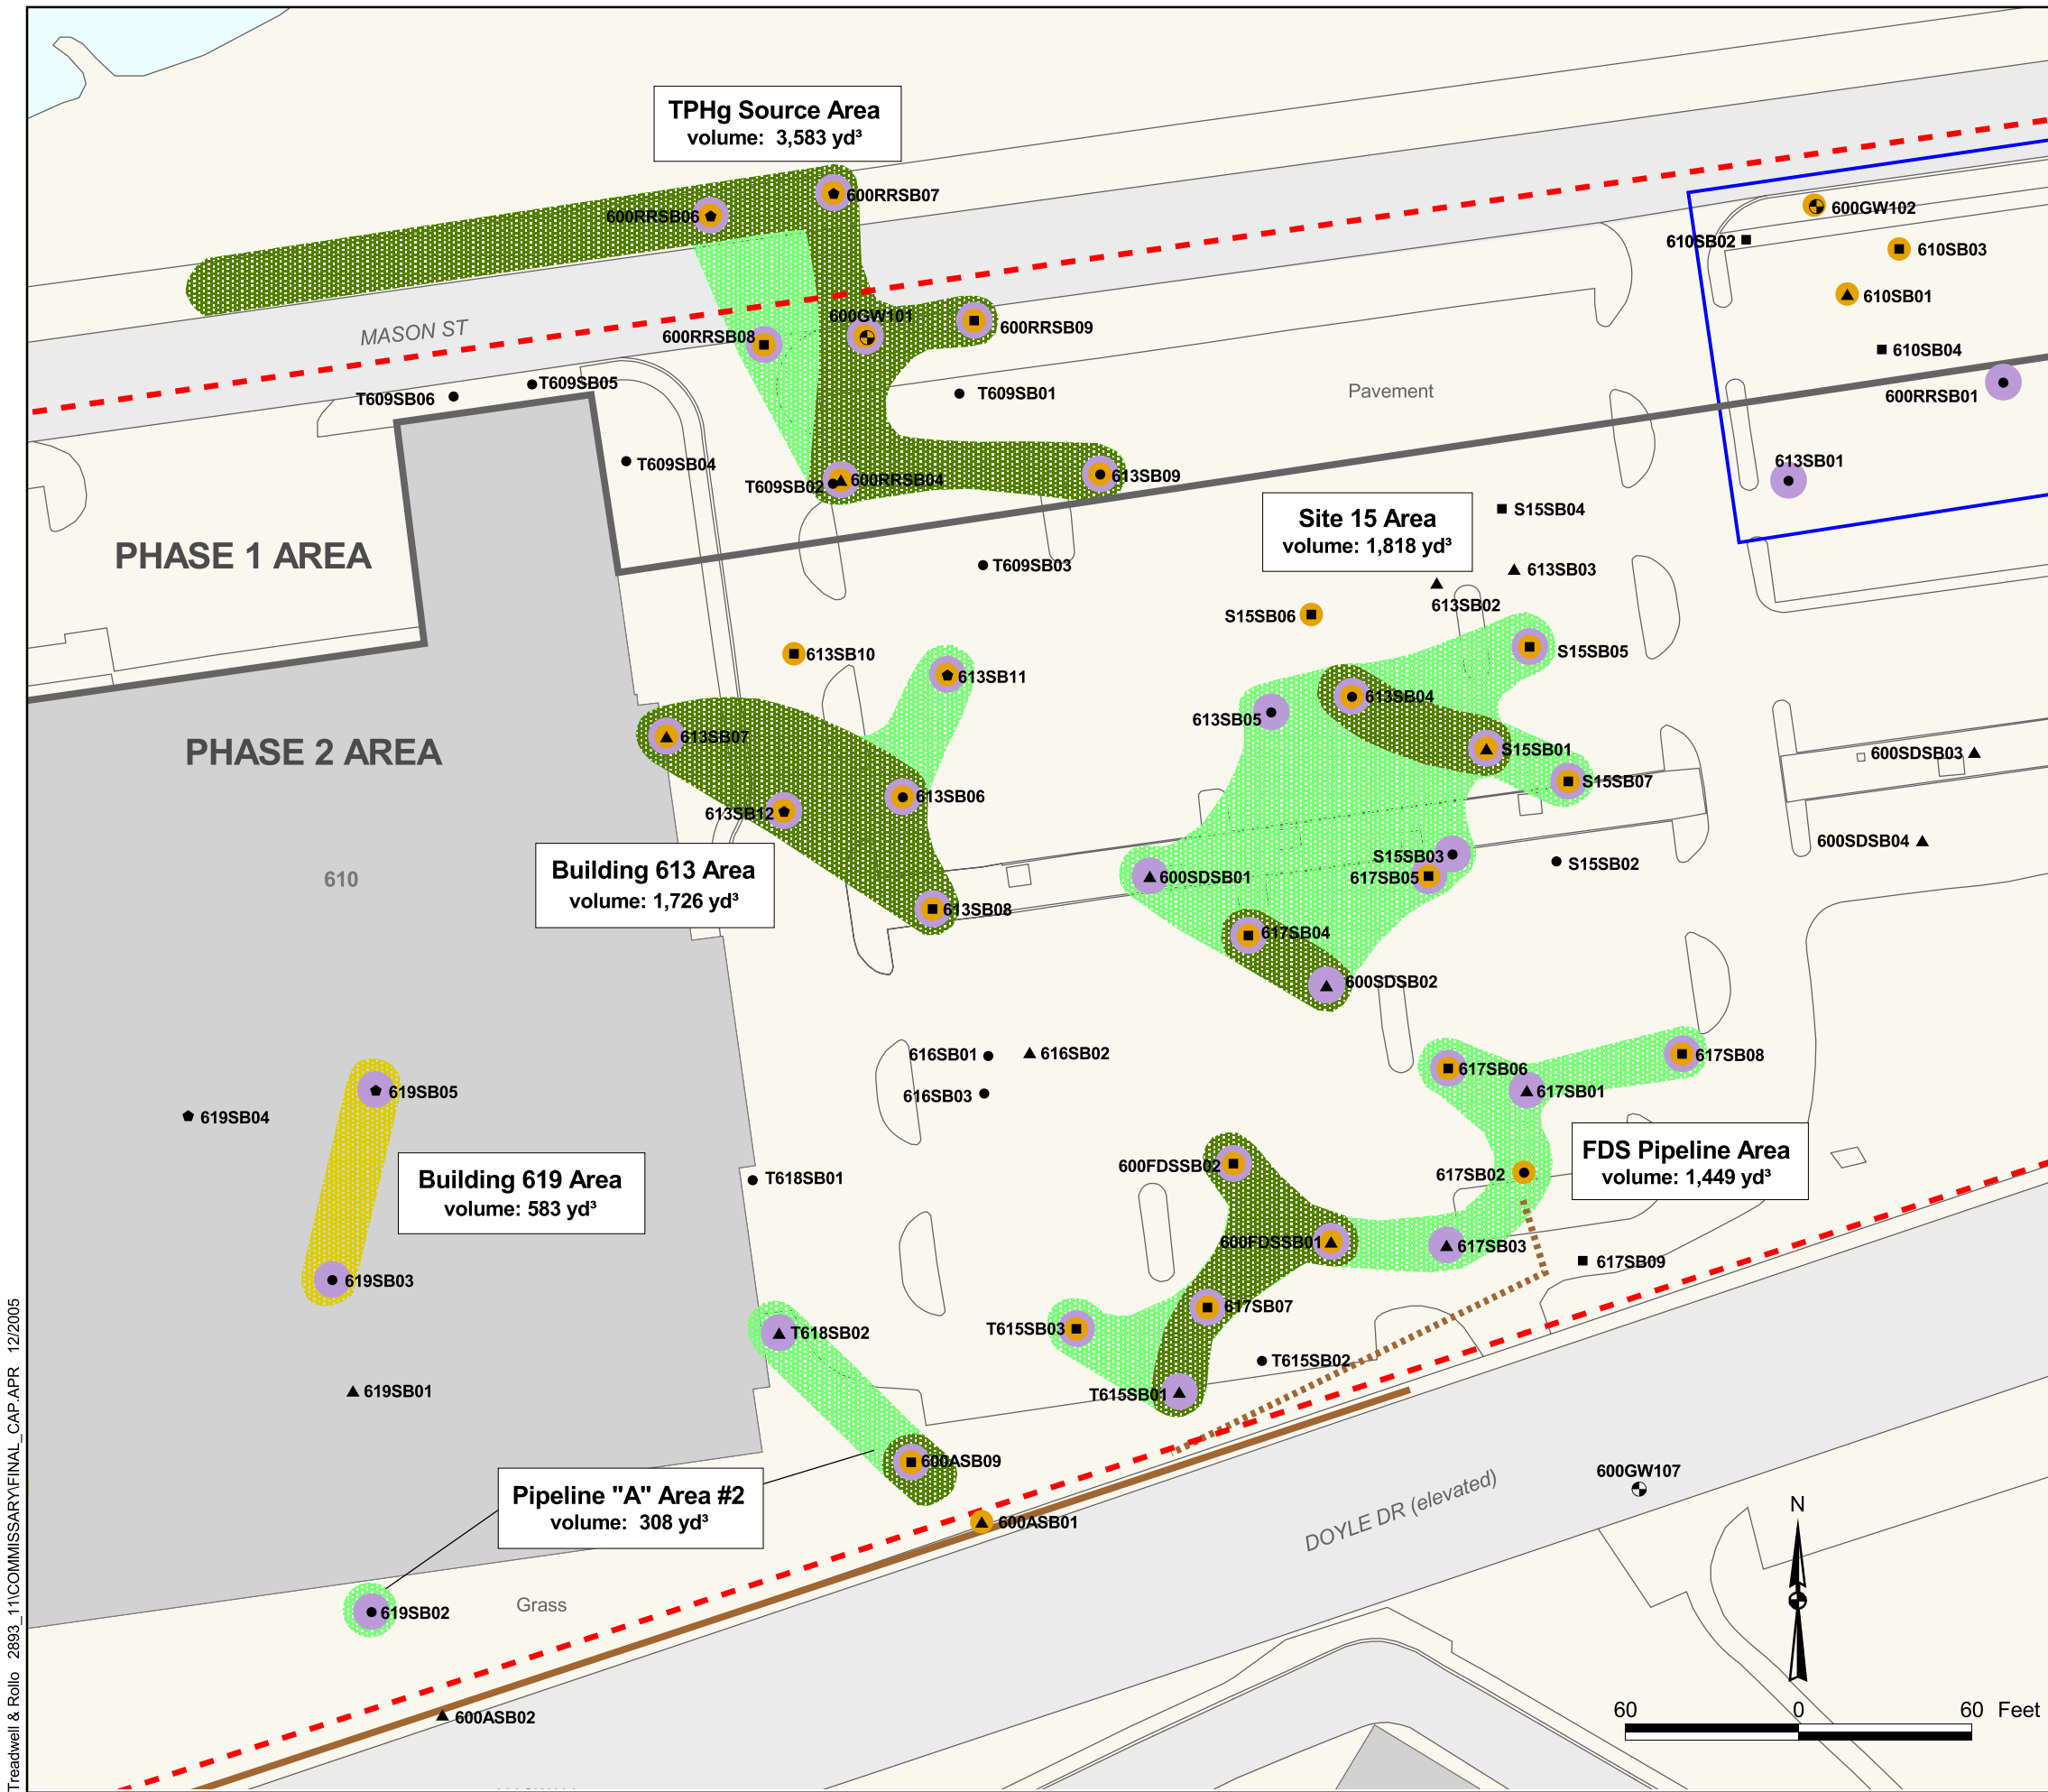 TPHg Source Area
volume: 3,583 yd³
600RRSB07
600RRSB06
600GW102
610SB02
610SB03
610SB01
600GW101
600RRSB09
MASON ST
600RRSB08
610SB04
T609SB05
T609SB06
T609SB01
Pavement
600RRSB01
T609SB04
613SB01
T609SB02
600RRSB04
613SB09
Site 15 Area
volume: 1,818 yd³
S15SB04
PHASE 1 AREA
T609SB03
613SB03
613SB02
S15SB06
613SB10
S15SB05
613SB11
613SB04
613SB05
613SB07
PHASE 2 AREA
S15SB01
600SDSB03
S15SB07
613SB06
613SB12
600SDSB04
S15SB03
S15SB02
Building 613 Area
volume: 1,726 yd³
610
600SDSB01
617SB05
613SB08
617SB04
600SDSB02
616SB01
616SB02
617SB08
617SB06
616SB03
617SB01
619SB05
619SB04
FDS Pipeline Area
volume: 1,449 yd³
600FDSSB02
617SB02
Building 619 Area
volume: 583 yd³
T618SB01
600FDSSB01
617SB03
617SB09
619SB03
617SB07
T618SB02
T615SB03
T615SB02
619SB01
T615SB01
600ASB09
600GW107
Pipeline "A" Area #2
volume: 308 yd³
600ASB01
DOYLE DR (elevated)
N
Grass
619SB02
600ASB02
60 0 60 Feet
Treadwell & Rollo 2893_11\COMMISSARY\FINAL_CAP.APR 12/2005